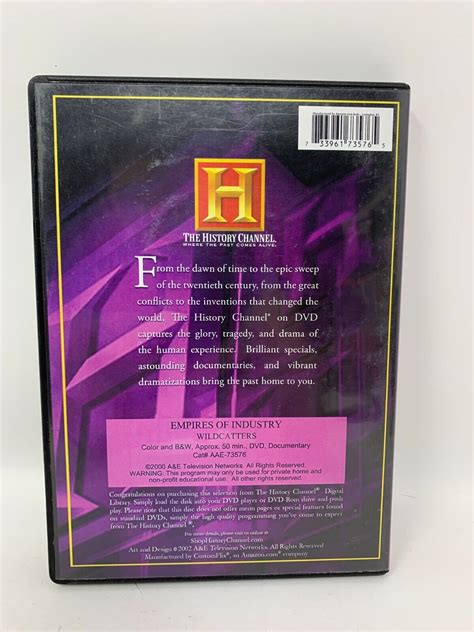 7 33961 73576 5
H
THE HISTORY CHANNEL.
WHERE THE PAST COMES ALIVE.
From the dawn of time to the epic sweep
of the twentieth century, from the great
conflicts to the inventions that changed the
world, The History Channel® on DVD
captures the glory, tragedy, and drama of
the human experience. Brilliant specials,
astounding documentaries, and vibrant
dramatizations bring the past home to you.
EMPIRES OF INDUSTRY
WILDCATTERS
Color and B&W, Approx. 50 min., DVD, Documentary
Cat# AAE-73576
©2000 A&E Television Networks. All Rights Reserved.
WARNING: This program may only be used for private home and
non-profit educational use. All other rights reserved.
Congratulations on purchasing this selection from The History Channel® Digital
Library. Simply load the disk into your DVD player or DVD Rom drive and push
play. Please note that this disc does not offer menu pages or special features found
on standard DVDs, simply the high quality programming you've come to expect
from The History Channel ®.
For more details, please visit us at
ShopHistoryChannel.com
Art and Design ©2002 A&E Television Networks. All Rights Reserved
Manufactured by CustomFlix®, an Amazon.com® company